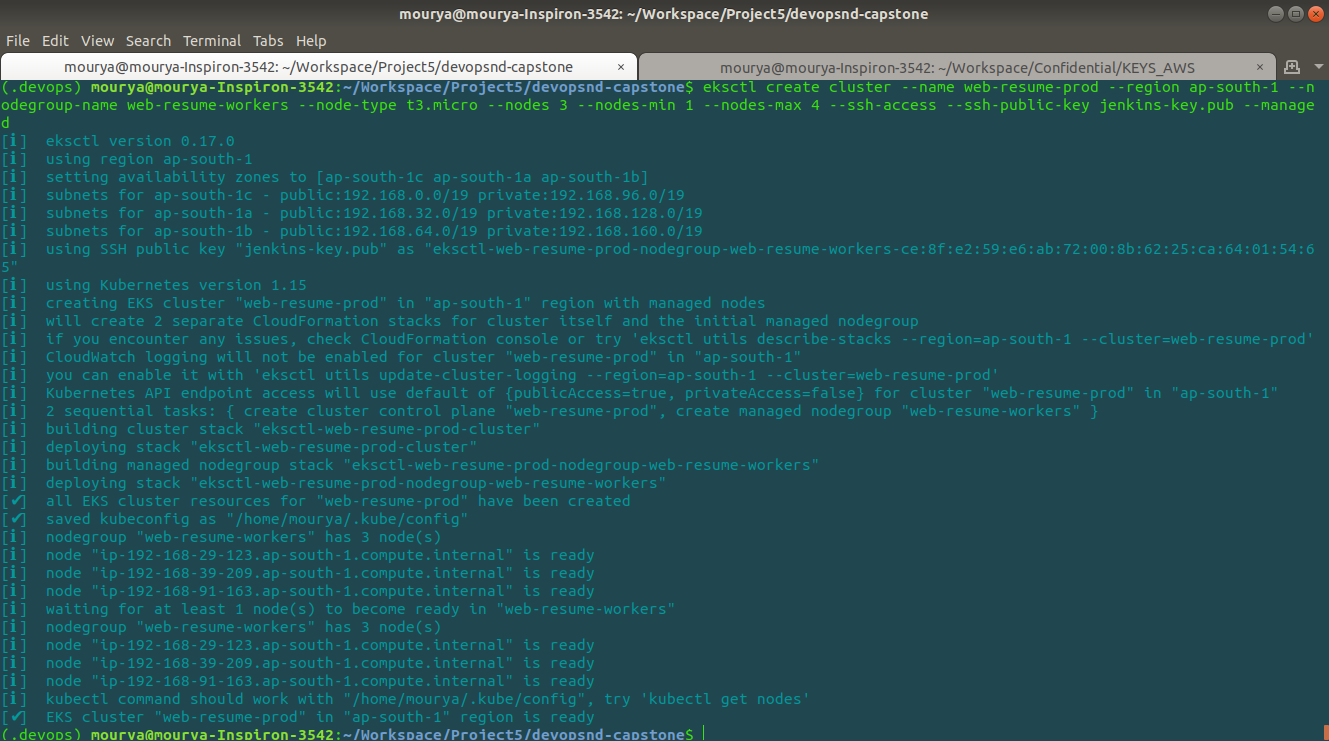 mourya@mourya-Inspiron-3542: ~/Workspace/Project5/devopsnd-capstone
File Edit View Search Terminal Tabs Help
mourya@mourya-Inspiron-3542: ~/Workspace/Project5/devopsnd-capstone × mourya@mourya-Inspiron-3542: ~/Workspace/Confidential/KEYS_AWS ×
(.devops) mourya@mourya-Inspiron-3542:~/Workspace/Project5/devopsnd-capstone$ eksctl create cluster --name web-resume-prod --region ap-south-1 --n
odegroup-name web-resume-workers --node-type t3.micro --nodes 3 --nodes-min 1 --nodes-max 4 --ssh-access --ssh-public-key jenkins-key.pub --manage
d
[ℹ]  eksctl version 0.17.0
[ℹ]  using region ap-south-1
[ℹ]  setting availability zones to [ap-south-1c ap-south-1a ap-south-1b]
[ℹ]  subnets for ap-south-1c - public:192.168.0.0/19 private:192.168.96.0/19
[ℹ]  subnets for ap-south-1a - public:192.168.32.0/19 private:192.168.128.0/19
[ℹ]  subnets for ap-south-1b - public:192.168.64.0/19 private:192.168.160.0/19
[ℹ]  using SSH public key "jenkins-key.pub" as "eksctl-web-resume-prod-nodegroup-web-resume-workers-ce:8f:e2:59:e6:ab:72:00:8b:62:25:ca:64:01:54:6
5"
[ℹ]  using Kubernetes version 1.15
[ℹ]  creating EKS cluster "web-resume-prod" in "ap-south-1" region with managed nodes
[ℹ]  will create 2 separate CloudFormation stacks for cluster itself and the initial managed nodegroup
[ℹ]  if you encounter any issues, check CloudFormation console or try 'eksctl utils describe-stacks --region=ap-south-1 --cluster=web-resume-prod'
[ℹ]  CloudWatch logging will not be enabled for cluster "web-resume-prod" in "ap-south-1"
[ℹ]  you can enable it with 'eksctl utils update-cluster-logging --region=ap-south-1 --cluster=web-resume-prod'
[ℹ]  Kubernetes API endpoint access will use default of {publicAccess=true, privateAccess=false} for cluster "web-resume-prod" in "ap-south-1"
[ℹ]  2 sequential tasks: { create cluster control plane "web-resume-prod", create managed nodegroup "web-resume-workers" }
[ℹ]  building cluster stack "eksctl-web-resume-prod-cluster"
[ℹ]  deploying stack "eksctl-web-resume-prod-cluster"
[ℹ]  building managed nodegroup stack "eksctl-web-resume-prod-nodegroup-web-resume-workers"
[ℹ]  deploying stack "eksctl-web-resume-prod-nodegroup-web-resume-workers"
[✔]  all EKS cluster resources for "web-resume-prod" have been created
[✔]  saved kubeconfig as "/home/mourya/.kube/config"
[ℹ]  nodegroup "web-resume-workers" has 3 node(s)
[ℹ]  node "ip-192-168-29-123.ap-south-1.compute.internal" is ready
[ℹ]  node "ip-192-168-39-209.ap-south-1.compute.internal" is ready
[ℹ]  node "ip-192-168-91-163.ap-south-1.compute.internal" is ready
[ℹ]  waiting for at least 1 node(s) to become ready in "web-resume-workers"
[ℹ]  nodegroup "web-resume-workers" has 3 node(s)
[ℹ]  node "ip-192-168-29-123.ap-south-1.compute.internal" is ready
[ℹ]  node "ip-192-168-39-209.ap-south-1.compute.internal" is ready
[ℹ]  node "ip-192-168-91-163.ap-south-1.compute.internal" is ready
[ℹ]  kubectl command should work with "/home/mourya/.kube/config", try 'kubectl get nodes'
[✔]  EKS cluster "web-resume-prod" in "ap-south-1" region is ready
(.devops) mourya@mourya-Inspiron-3542:~/Workspace/Project5/devopsnd-capstone$